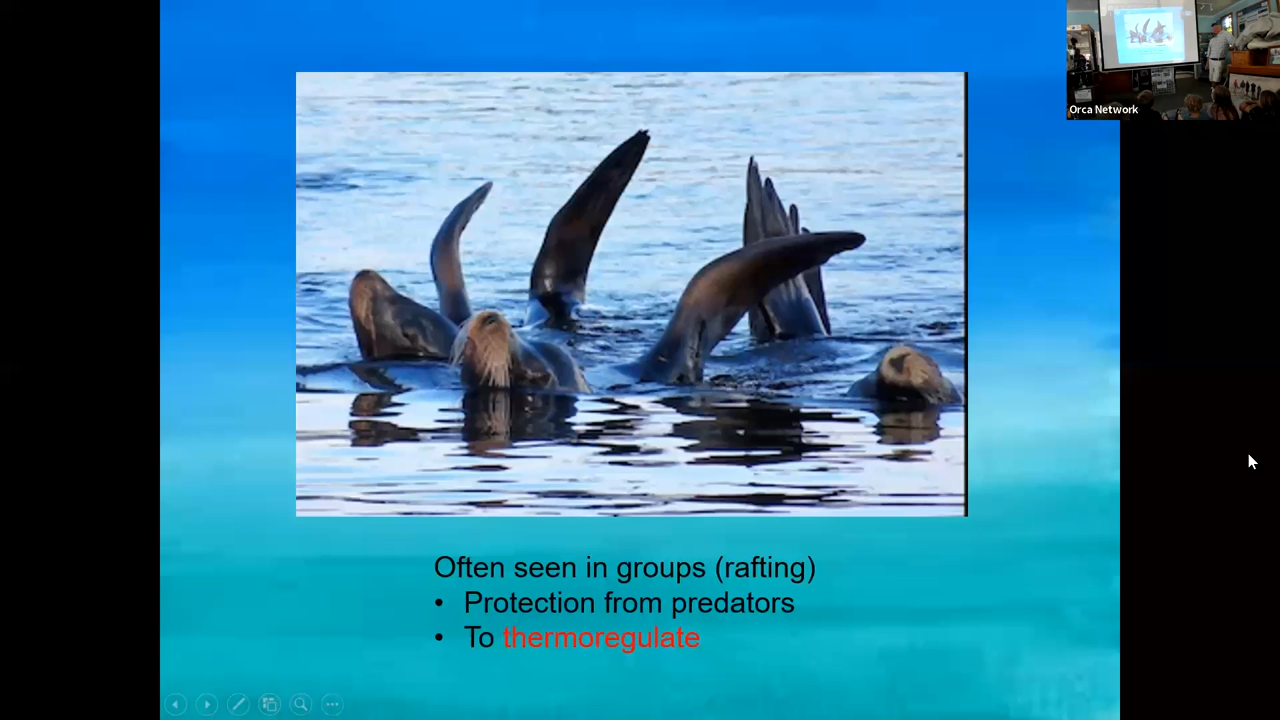 Orca Network
Often seen in groups (rafting)
• Protection from predators
• To thermoregulate